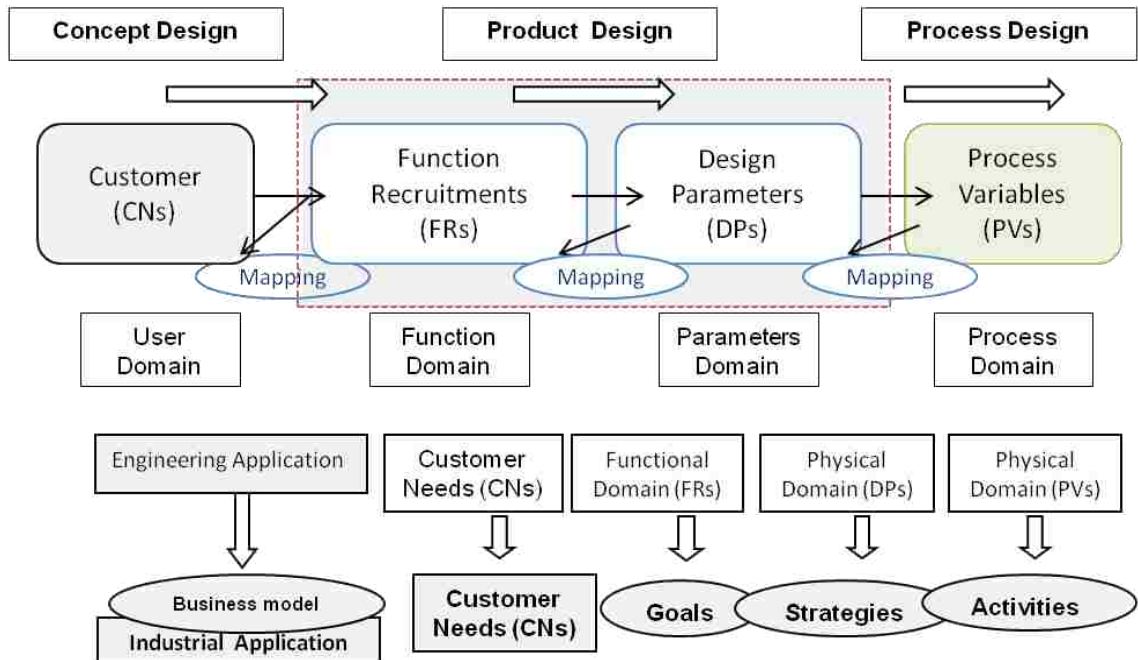 Concept Design
Product Design
Process Design
Customer
(CNs)
Function
Recruitments
(FRs)
Design
Parameters
(DPs)
Process
Variables
(PVs)
Mapping
Mapping
Mapping
User
Domain
Function
Domain
Parameters
Domain
Process
Domain
Engineering Application
Customer
Needs (CNs)
Functional
Domain (FRs)
Physical
Domain (DPs)
Physical
Domain (PVs)
Business model
Industrial Application
Customer
Needs (CNs)
Goals
Strategies
Activities